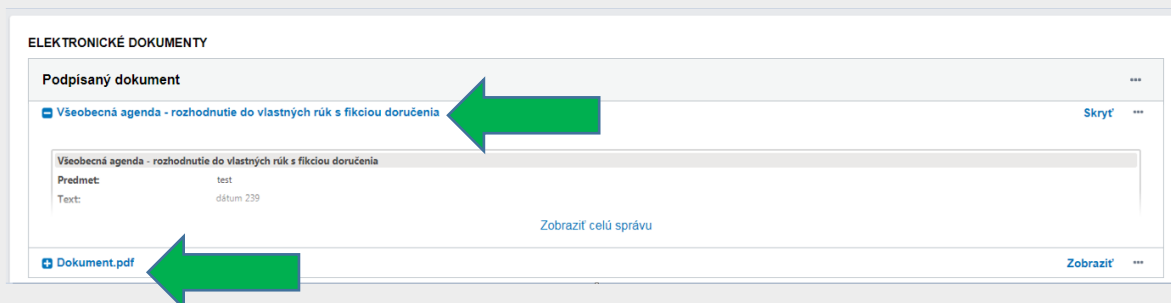 ELEKTRONICKÉ DOKUMENTY
Podpísaný dokument
Všeobecná agenda - rozhodnutie do vlastných rúk s fikciou doručenia Skryť
Všeobecná agenda - rozhodnutie do vlastných rúk s fikciou doručenia
Predmet: test
Text: dátum 239
Zobraziť celú správu
Dokument.pdf Zobraziť